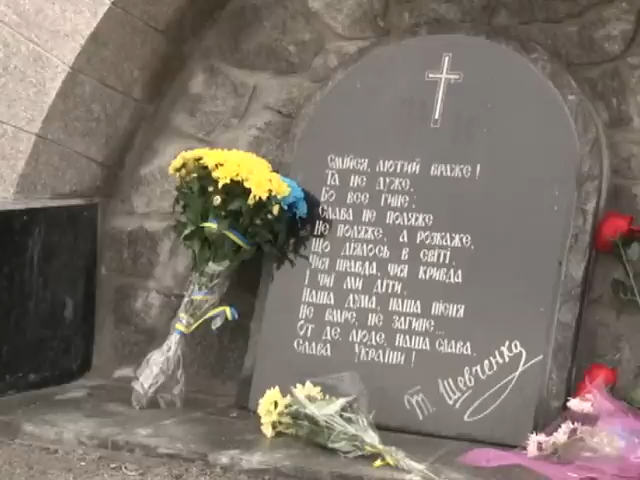 Смійся, лютий враже!
Та не дуже,
Бо все гине:
Слава не поляже
Не поляже, а розкаже,
Що діялось в світі,
Чия правда, чия кривда
І чиї ми діти.
Наша дума, наша пісня
Не вмре, не загине...
От де, люде, наша слава,
Слава України!
Т. Шевченко